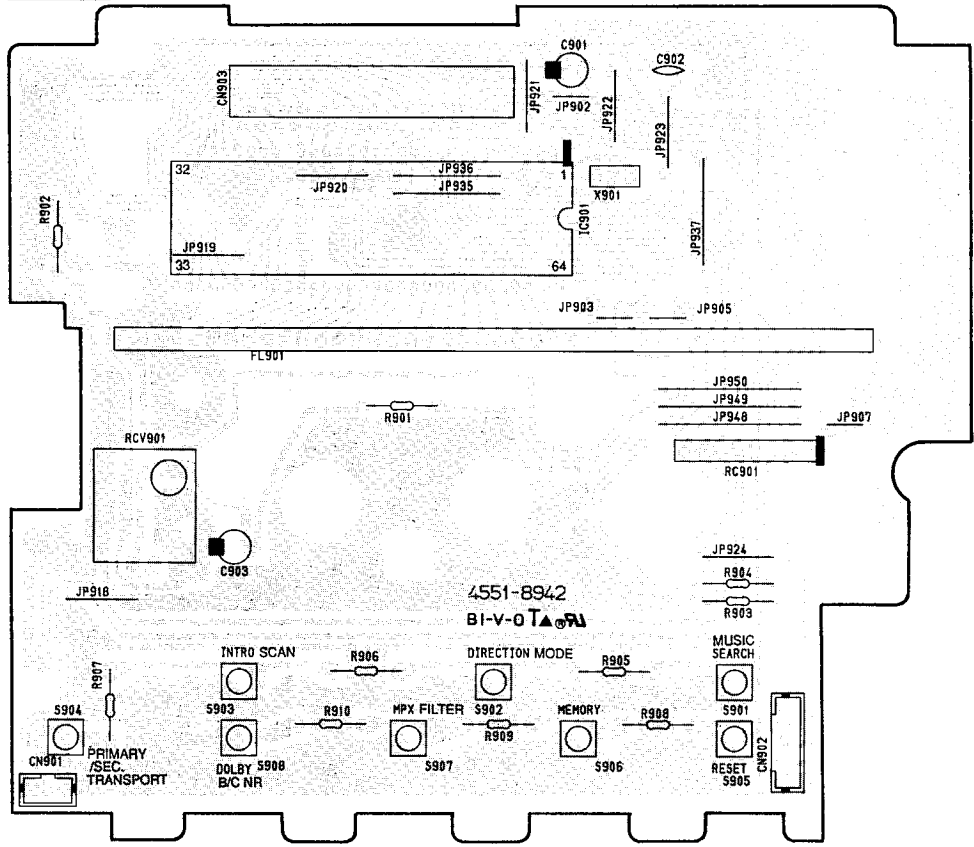 C901
C902
CN903
JP921
JP902
JP922
JP923
32
JP936
1
JP920
JP935
X901
R902
IC901
JP937
JP919
33
64
JP903
JP905
FL901
JP950
JP949
R901
JP948
JP907
RCV901
RC901
JP924
C903
R904
JP918
4551-8942
R903
BI-V-0
MUSIC
SEARCH
INTRO SCAN
R906
DIRECTION MODE
R905
R907
S904
S903
R910
MPX FILTER
S902
R909
MEMORY
R908
S901
CN901
PRIMARY
/SEC.
TRANSPORT
DOLBY
B/C NR
S908
S907
S906
RESET
S905
CN902